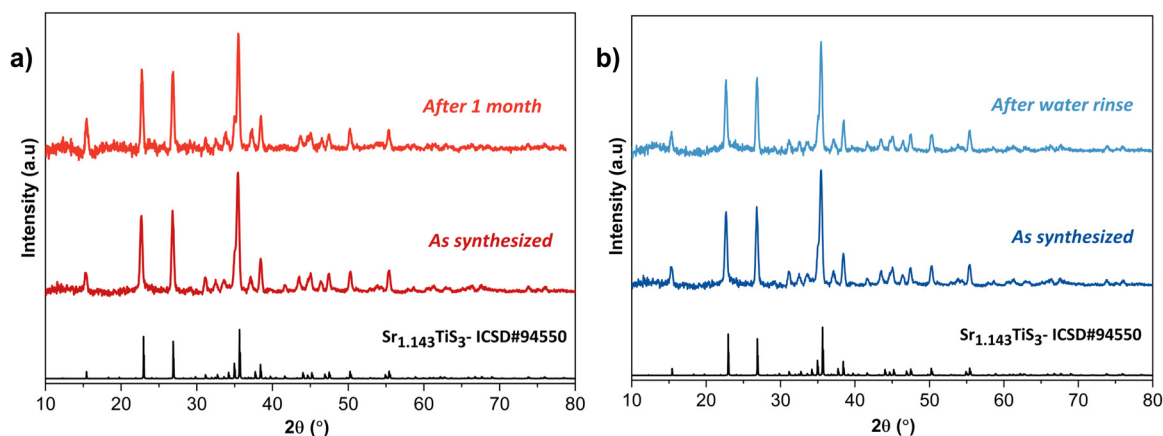 a)
After 1 month
As synthesized
Sr₁.₁₄₃TiS₃- ICSD#94550
Intensity (a.u)
10 20 30 40 50 60 70 80
2θ (°)
b)
After water rinse
As synthesized
Sr₁.₁₄₃TiS₃- ICSD#94550
Intensity (a.u)
10 20 30 40 50 60 70 80
2θ (°)